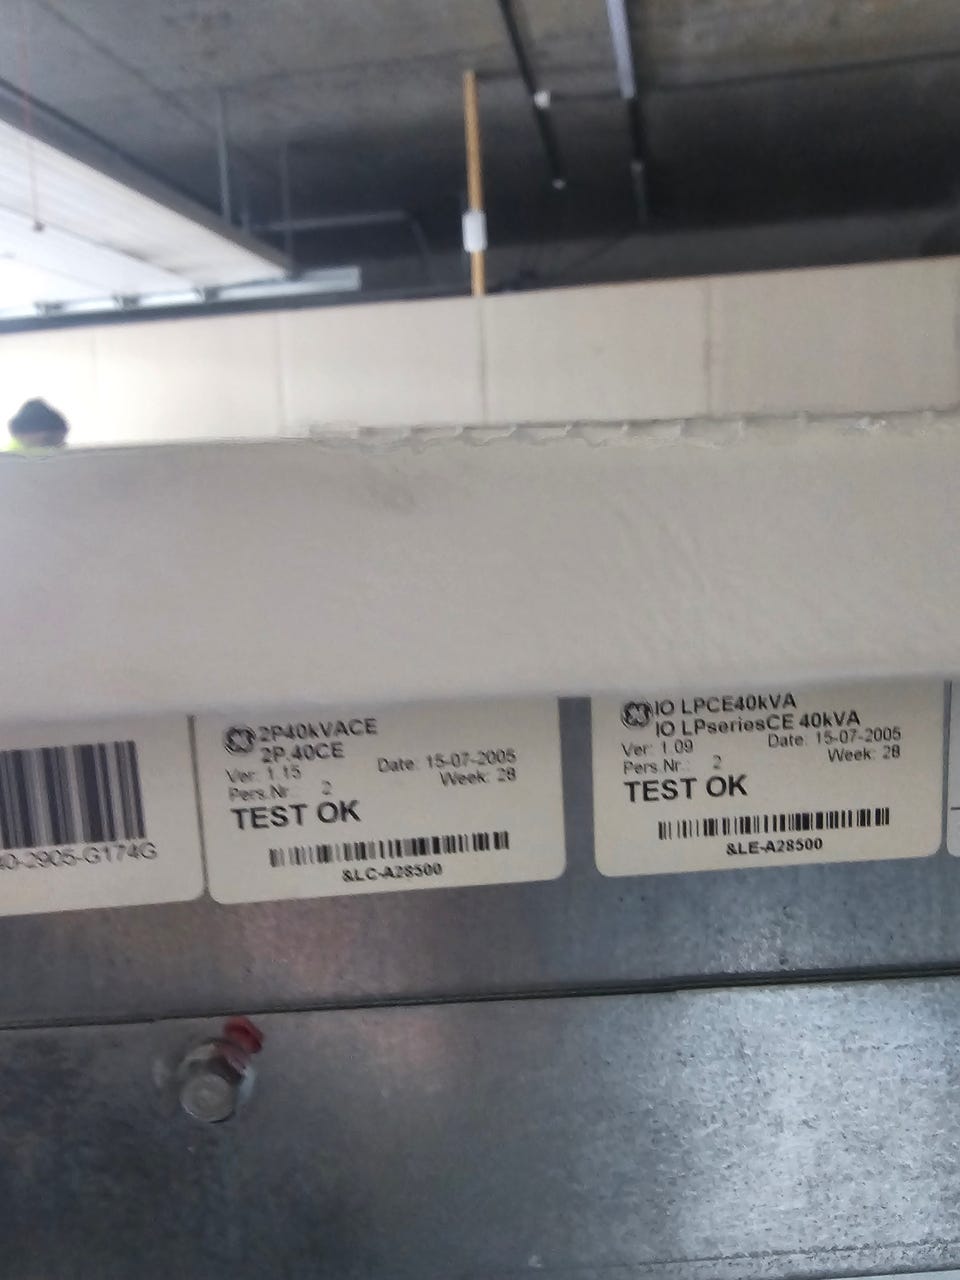 40-2905-G174G
2P40kVACE
2P.40CE
Ver: 1.15 Date: 15-07-2005
Pers.Nr.: 2 Week: 28
TEST OK
&LC-A28500
IO LPCE40kVA
IO LPseriesCE 40kVA
Ver: 1.09 Date: 15-07-2005
Pers.Nr.: 2 Week: 28
TEST OK
&LE-A28500